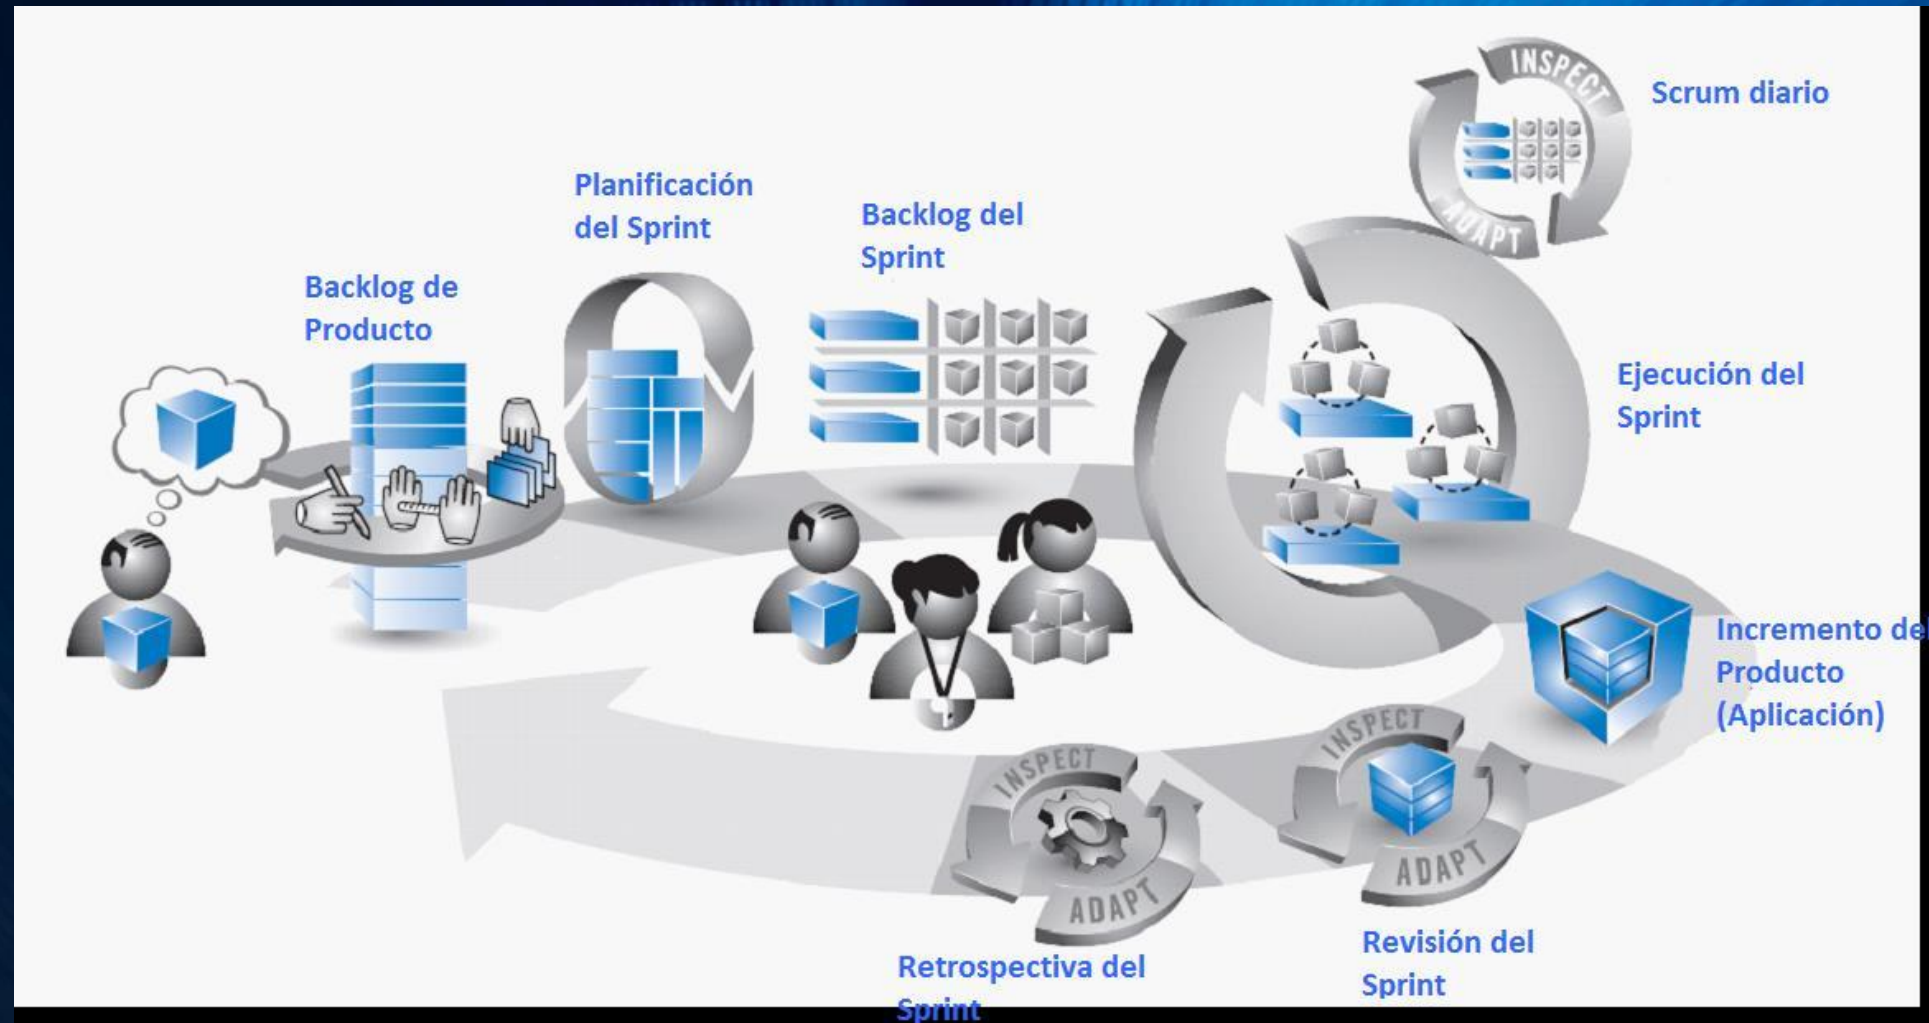 INSPECT
ADAPT
Scrum diario
Planificación
del Sprint
Backlog del
Sprint
Backlog de
Producto
Ejecución del
Sprint
Incremento del
Producto
(Aplicación)
INSPECT
ADAPT
Revisión del
Sprint
INSPECT
ADAPT
Retrospectiva del
Sprint